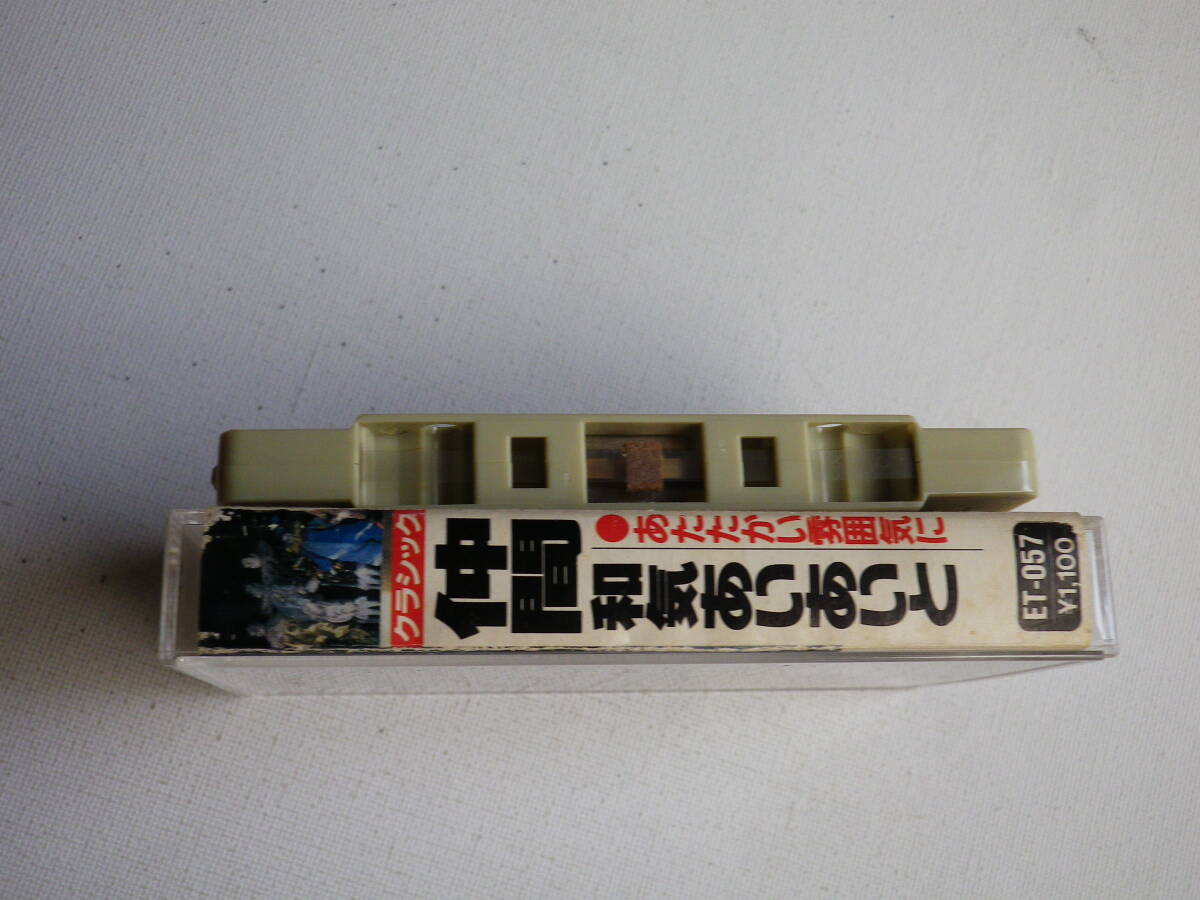 クラシック
仲間
和気あいあいと
●あたたかい雰囲気に
ET-057
¥1,100